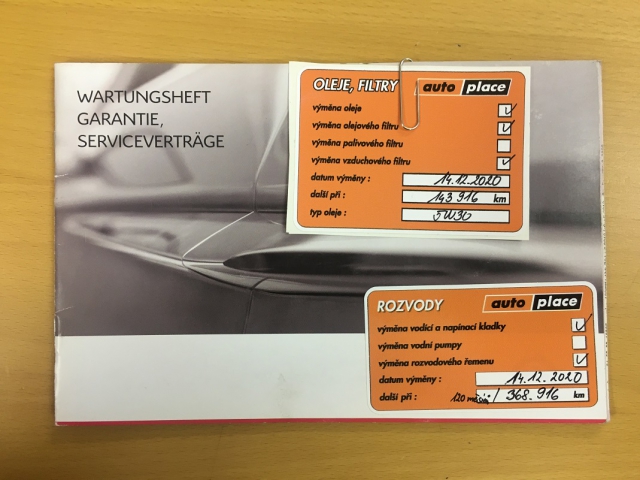 WARTUNGSHEFT
GARANTIE,
SERVICEVERTRÄGE
OLEJE, FILTRY auto place
výměna oleje
výměna olejového filtru
výměna palivového filtru
výměna vzduchového filtru
datum výměny : 14.12.2020
další při : 143 916 km
typ oleje : 5W30
ROZVODY auto place
výměna vodící a napínací kladky
výměna vodní pumpy
výměna rozvodového řemenu
datum výměny : 14.12.2020
další při : 120 / 368.916 km